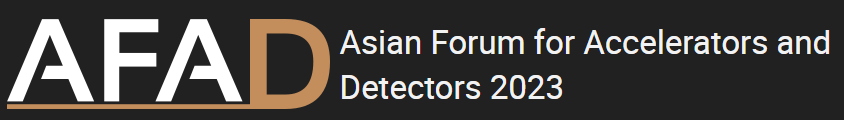 AFAD
Asian Forum for Accelerators and
Detectors 2023